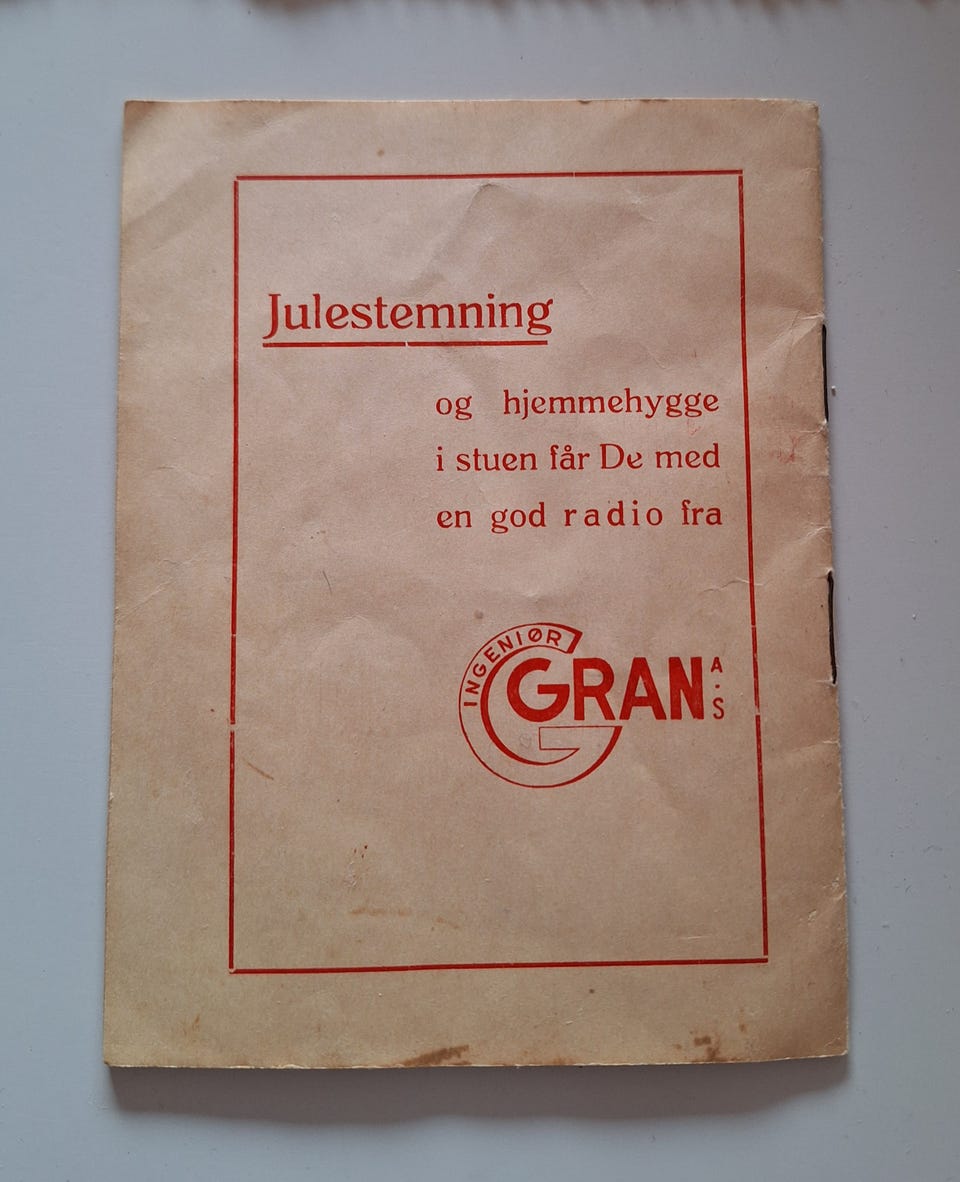 Julestemning
og hjemmehygge
i stuen får De med
en god radio fra
INGENIØR
GRAN A.S